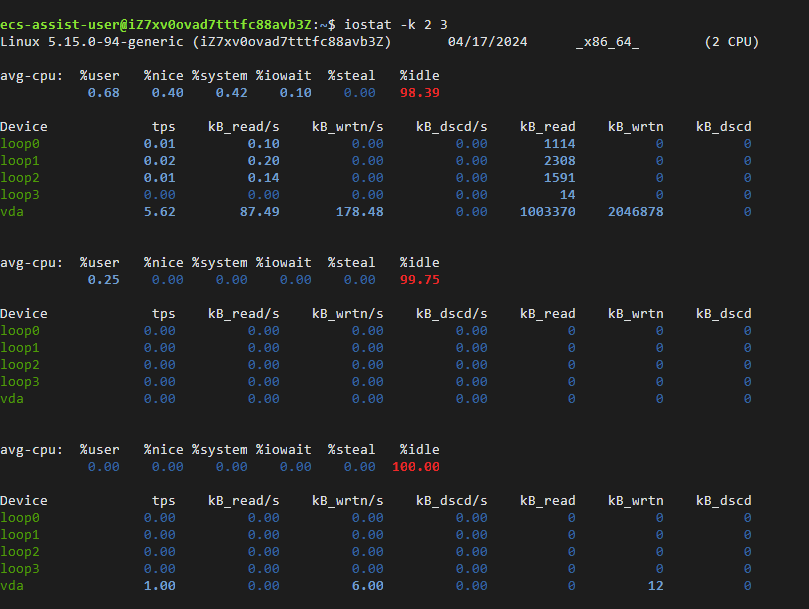 ecs-assist-user@iZ7xv0ovad7tttfc88avb3Z:~$ iostat -k 2 3
Linux 5.15.0-94-generic (iZ7xv0ovad7tttfc88avb3Z) 04/17/2024 _x86_64_ (2 CPU)
avg-cpu: %user %nice %system %iowait %steal %idle
0.68 0.40 0.42 0.10 0.00 98.39
Device tps kB_read/s kB_wrtn/s kB_dscd/s kB_read kB_wrtn kB_dscd
loop0 0.01 0.10 0.00 0.00 1114 0 0
loop1 0.02 0.20 0.00 0.00 2308 0 0
loop2 0.01 0.14 0.00 0.00 1591 0 0
loop3 0.00 0.00 0.00 0.00 14 0 0
vda 5.62 87.49 178.48 0.00 1003370 2046878 0
avg-cpu: %user %nice %system %iowait %steal %idle
0.25 0.00 0.00 0.00 0.00 99.75
Device tps kB_read/s kB_wrtn/s kB_dscd/s kB_read kB_wrtn kB_dscd
loop0 0.00 0.00 0.00 0.00 0 0 0
loop1 0.00 0.00 0.00 0.00 0 0 0
loop2 0.00 0.00 0.00 0.00 0 0 0
loop3 0.00 0.00 0.00 0.00 0 0 0
vda 0.00 0.00 0.00 0.00 0 0 0
avg-cpu: %user %nice %system %iowait %steal %idle
0.00 0.00 0.00 0.00 0.00 100.00
Device tps kB_read/s kB_wrtn/s kB_dscd/s kB_read kB_wrtn kB_dscd
loop0 0.00 0.00 0.00 0.00 0 0 0
loop1 0.00 0.00 0.00 0.00 0 0 0
loop2 0.00 0.00 0.00 0.00 0 0 0
loop3 0.00 0.00 0.00 0.00 0 0 0
vda 1.00 0.00 6.00 0.00 0 12 0